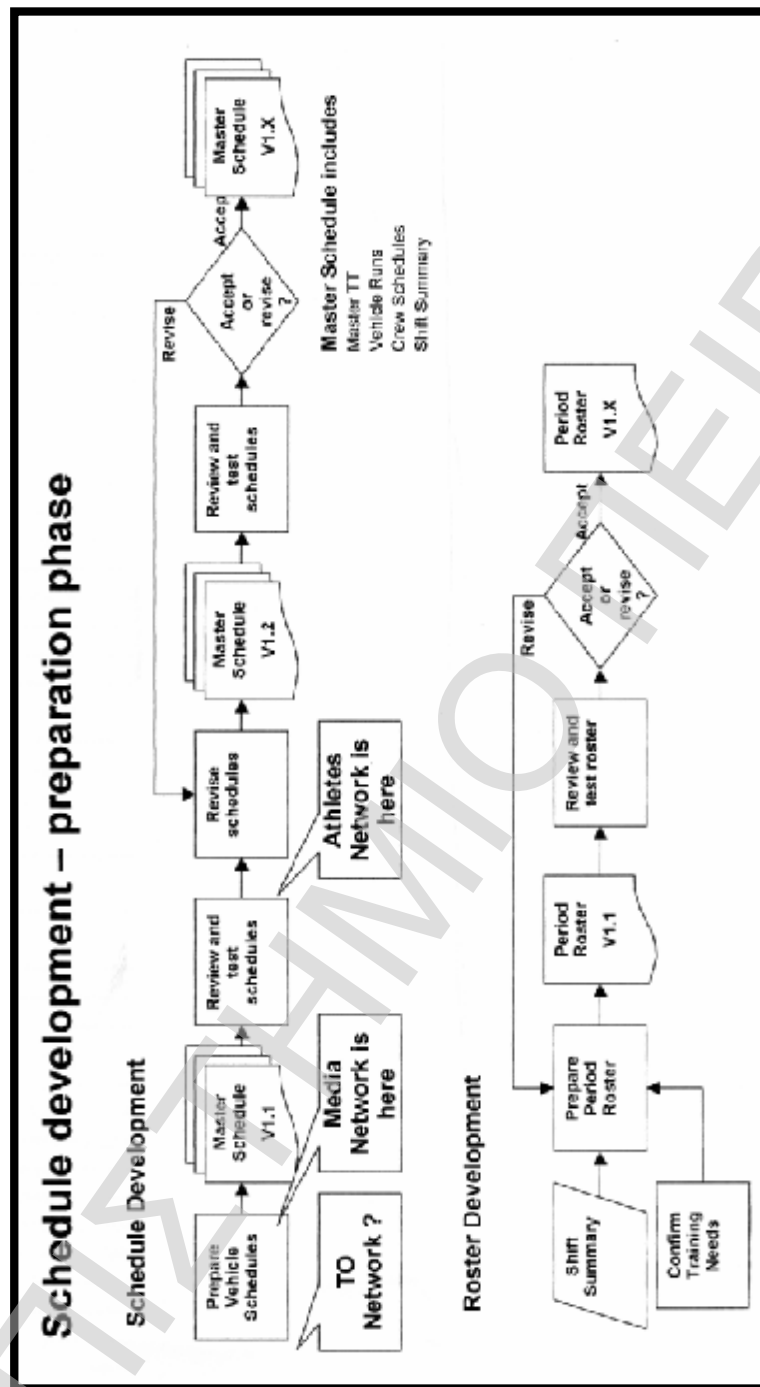 Schedule development – preparation phase
Schedule Development
Prepare
Vehicle
Schedules
Master
Schedule
V1.1
Review and
test
schedules
Revise
schedules
Master
Schedule
V1.2
Review and
test
schedules
Accept
or
revise
?
Revise
Accep
Master
Schedule
V1.X
TO
Network ?
Media
Network is
here
Athletes
Network is
here
Master Schedule includes
Master TT
Vehicle Runs
Crew Schedules
Shift Summary
Roster Development
Shift
Summary
Confirm
Training
Needs
Prepare
Period
Roster
Period
Roster
V1.1
Review and
test roster
Accept
or
revise
?
Revise
Accept
Period
Roster
V1.X